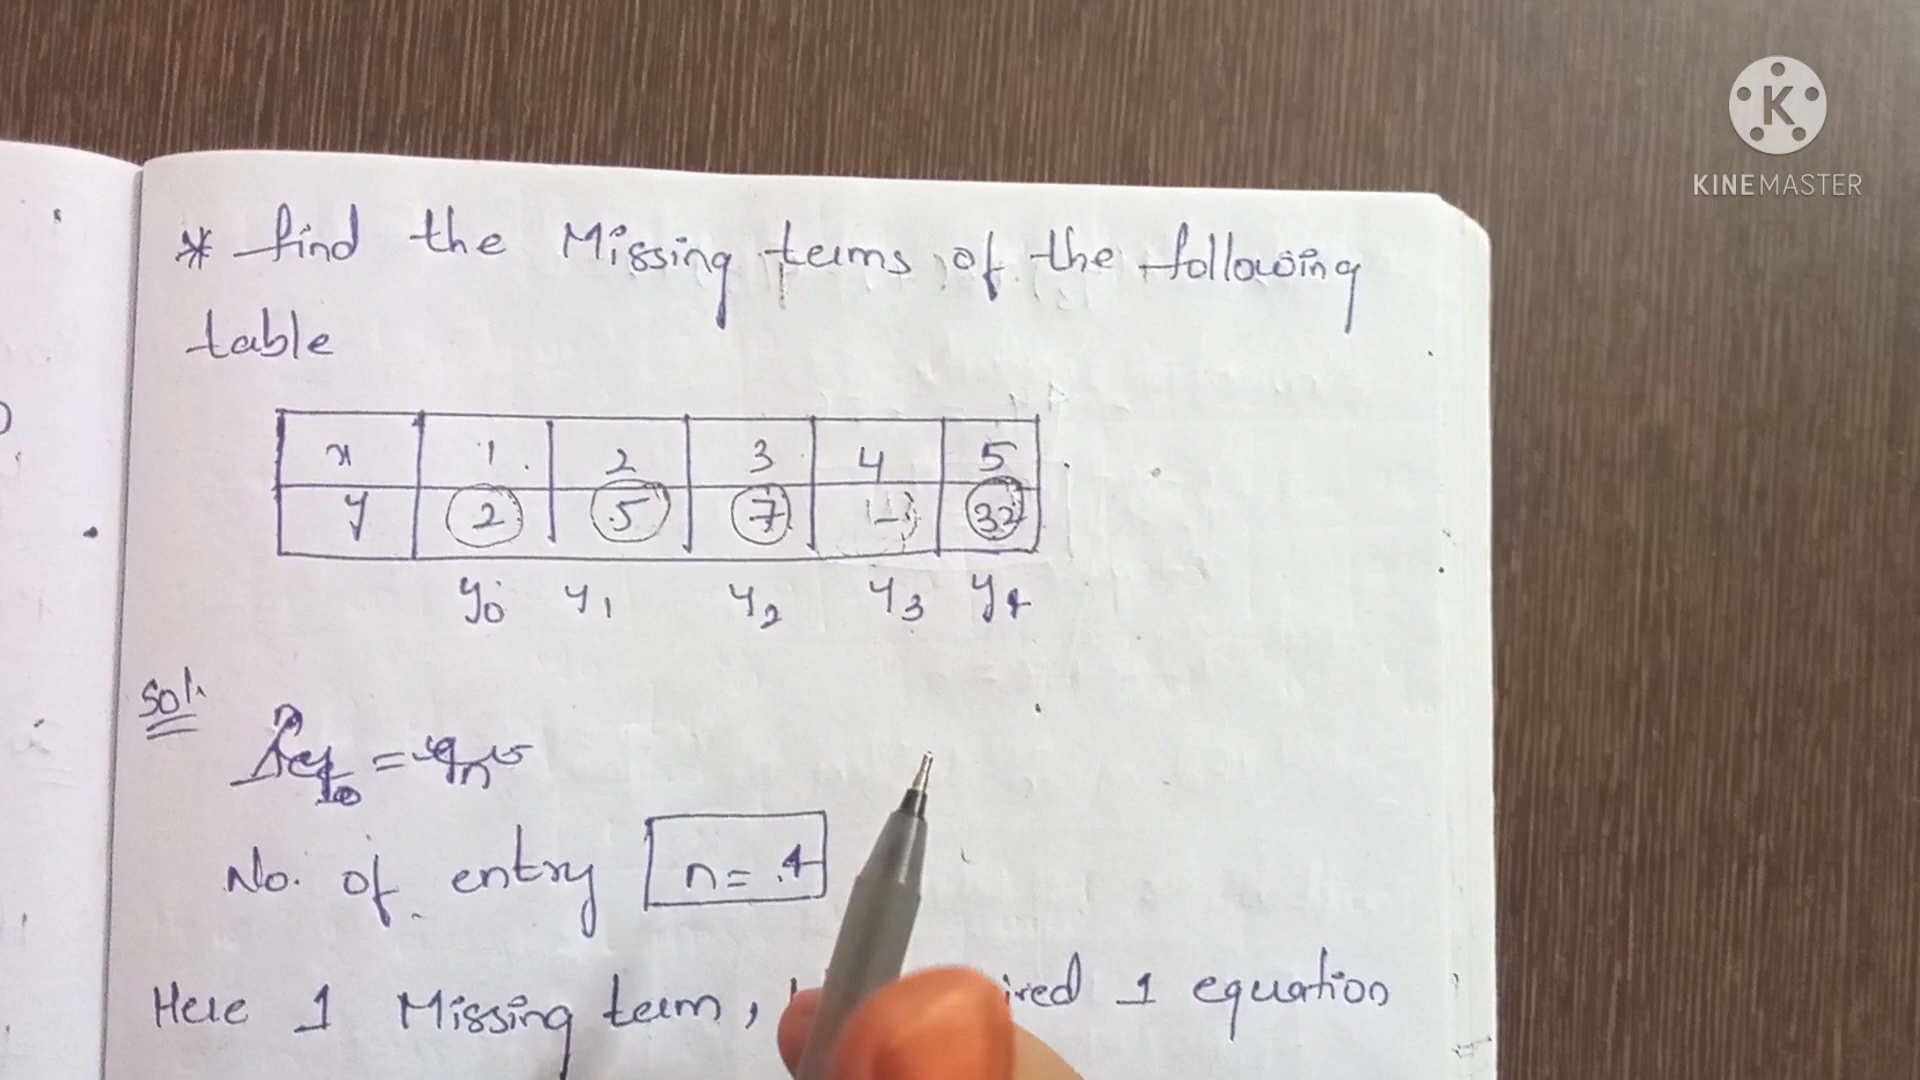 KINEMASTER
* find the Missing terms of the following
table
x 1 2 3 4 5
y 2 5 7 - 32
y0 y1 y2 y3 y4
Sol.
No. of entry n = 4
Here 1 Missing term, 1 equation